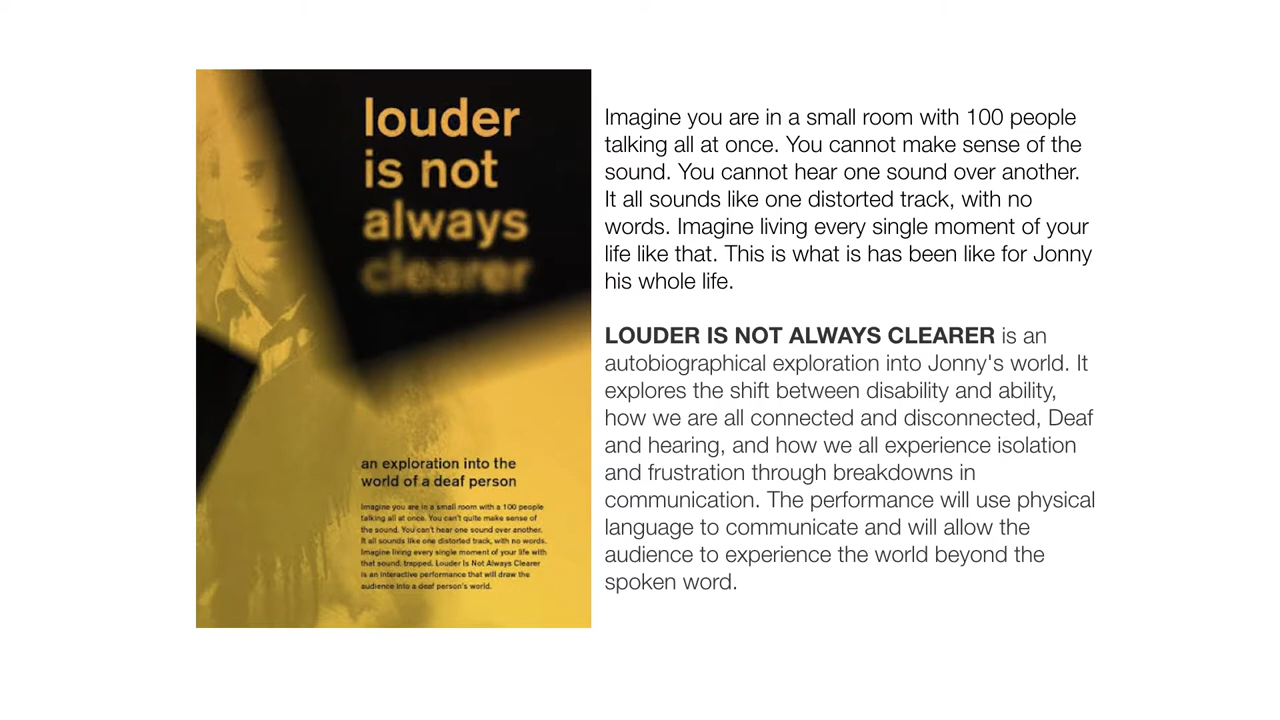 louder
is not
always
clearer
an exploration into the
world of a deaf person
Imagine you are in a small room with a 100 people
talking all at once. You can't quite make sense of
the sound. You can't hear one sound over another.
It all sounds like one distorted track, with no words.
Imagine living every single moment of your life with
that sound, trapped. Louder Is Not Always Clearer
is an interactive performance that will draw the
audience into a deaf person's world.
Imagine you are in a small room with 100 people
talking all at once. You cannot make sense of the
sound. You cannot hear one sound over another.
It all sounds like one distorted track, with no
words. Imagine living every single moment of your
life like that. This is what is has been like for Jonny
his whole life.
LOUDER IS NOT ALWAYS CLEARER is an
autobiographical exploration into Jonny's world. It
explores the shift between disability and ability,
how we are all connected and disconnected, Deaf
and hearing, and how we all experience isolation
and frustration through breakdowns in
communication. The performance will use physical
language to communicate and will allow the
audience to experience the world beyond the
spoken word.